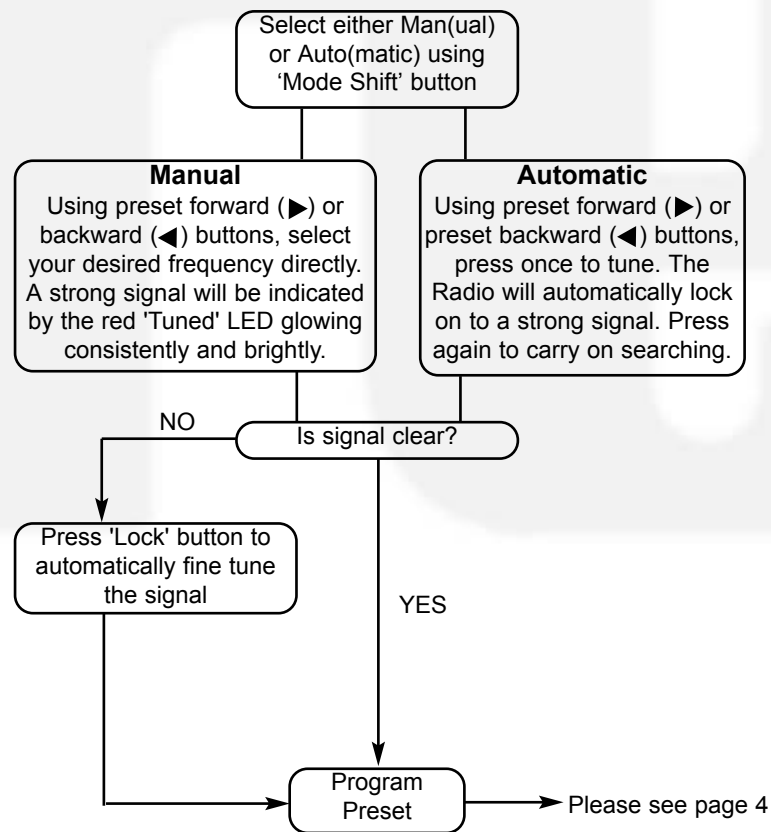 Select either Man(ual)
or Auto(matic) using
‘Mode Shift’ button
Manual
Using preset forward (▶) or
backward (◀) buttons, select
your desired frequency directly.
A strong signal will be indicated
by the red 'Tuned' LED glowing
consistently and brightly.
Automatic
Using preset forward (▶) or
preset backward (◀) buttons,
press once to tune. The
Radio will automatically lock
on to a strong signal. Press
again to carry on searching.
NO
Is signal clear?
Press 'Lock' button to
automatically fine tune
the signal
YES
Program
Preset
Please see page 4